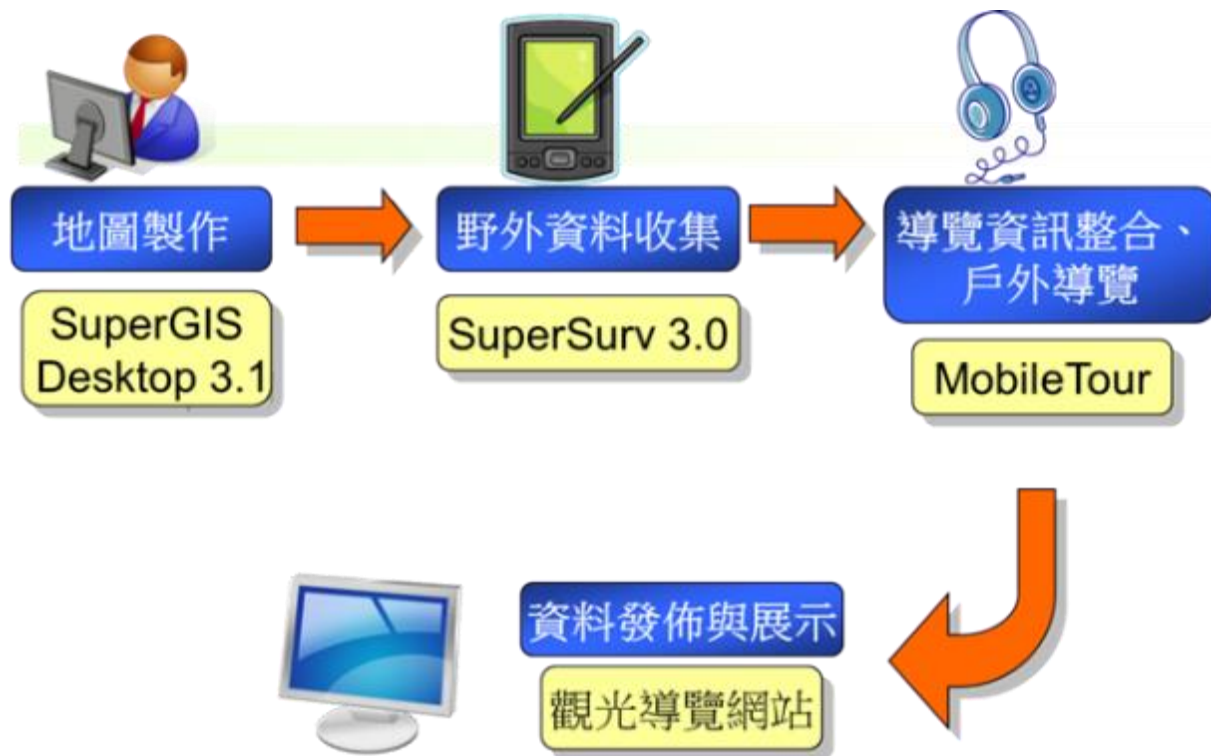 地圖製作
SuperGIS
Desktop 3.1
野外資料收集
SuperSurv 3.0
導覽資訊整合、
戶外導覽
MobileTour
資料發佈與展示
觀光導覽網站